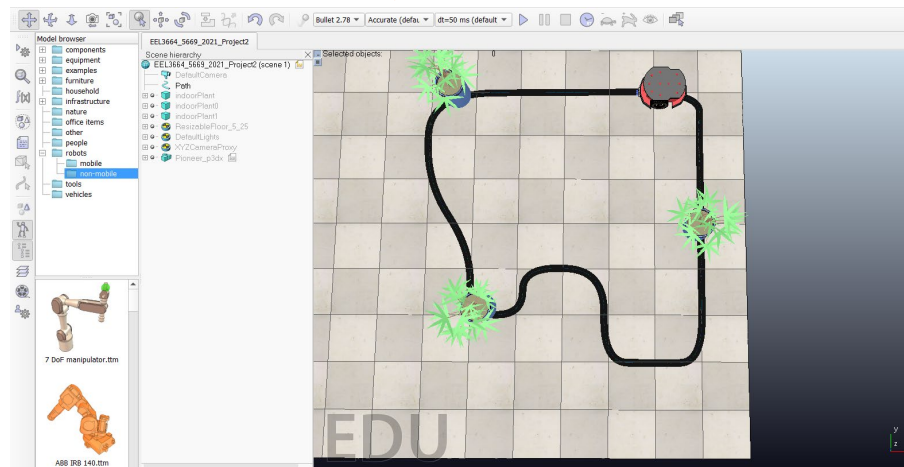 Bullet 2.78
Accurate (defau
dt=50 ms (default
Model browser
components
equipment
examples
furniture
household
infrastructure
nature
office items
other
people
robots
mobile
non-mobile
tools
vehicles
7 DoF manipulator.ttm
ABB IRB 140.ttm
EEL3664_5669_2021_Project2
Scene hierarchy
EEL3664_5669_2021_Project2 (scene 1)
DefaultCamera
Path
indoorPlant
indoorPlant0
indoorPlant1
ResizableFloor_5_25
DefaultLights
XYZCameraProxy
Pioneer_p3dx
Selected objects: 0
EDU
y
z